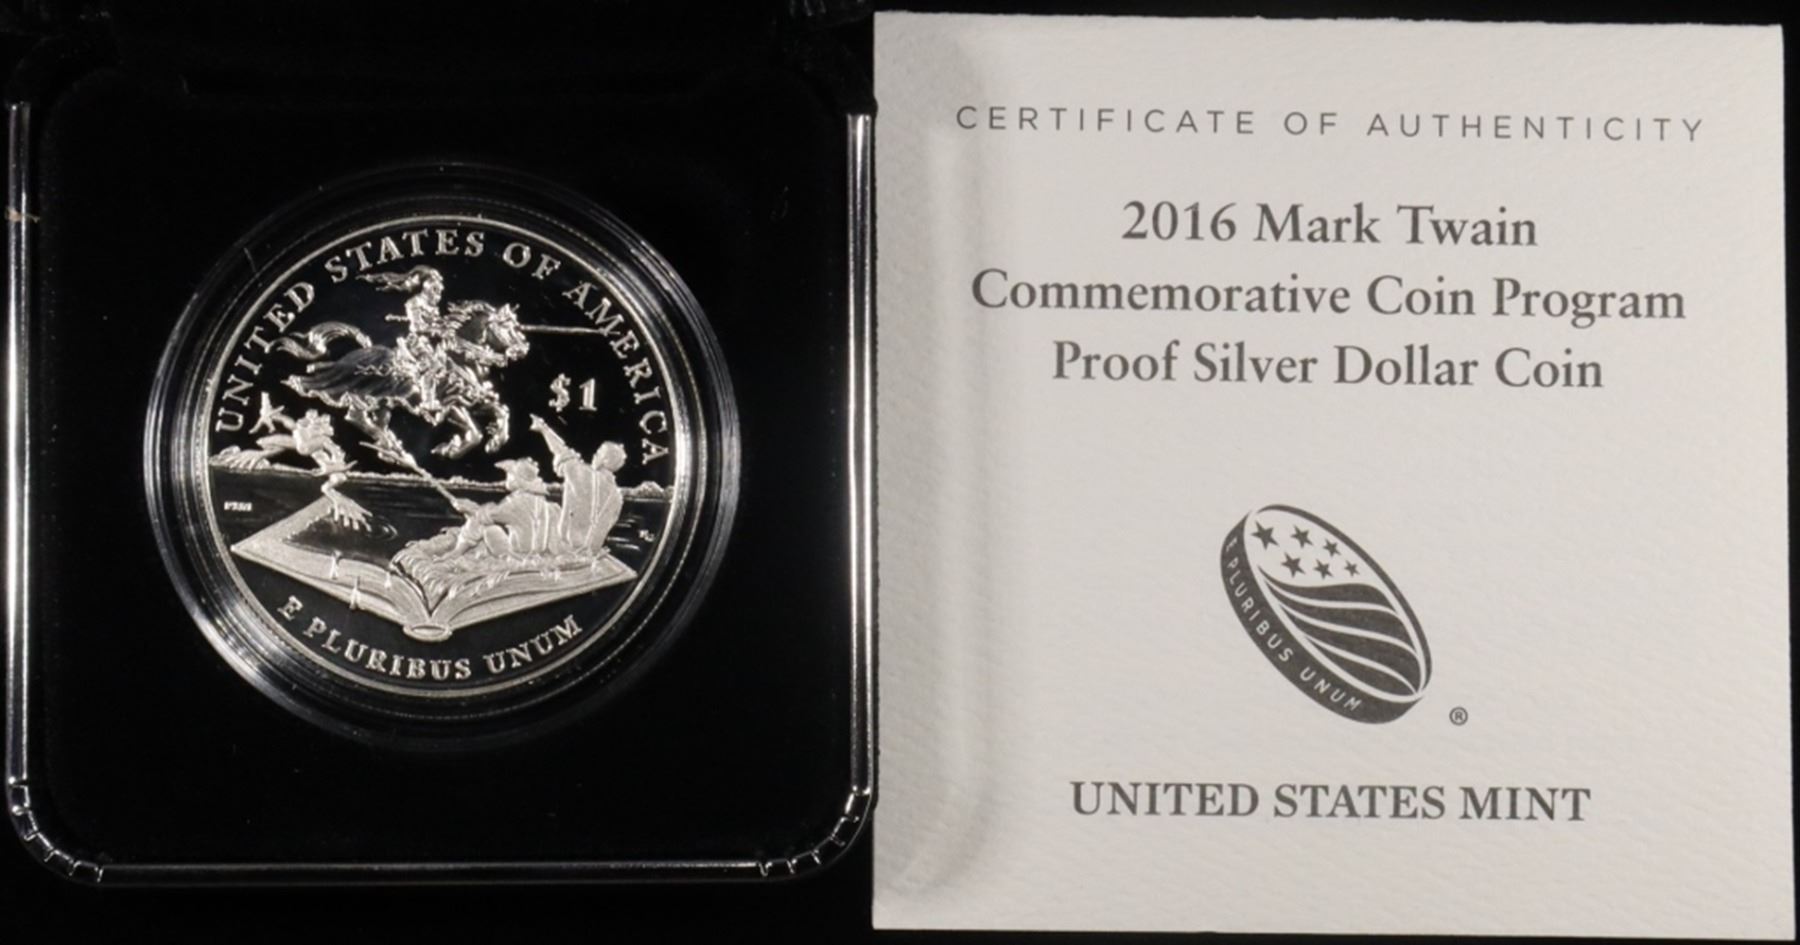 UNITED STATES OF AMERICA
$1
E PLURIBUS UNUM
CERTIFICATE OF AUTHENTICITY
2016 Mark Twain
Commemorative Coin Program
Proof Silver Dollar Coin
E PLURIBUS UNUM
®
UNITED STATES MINT